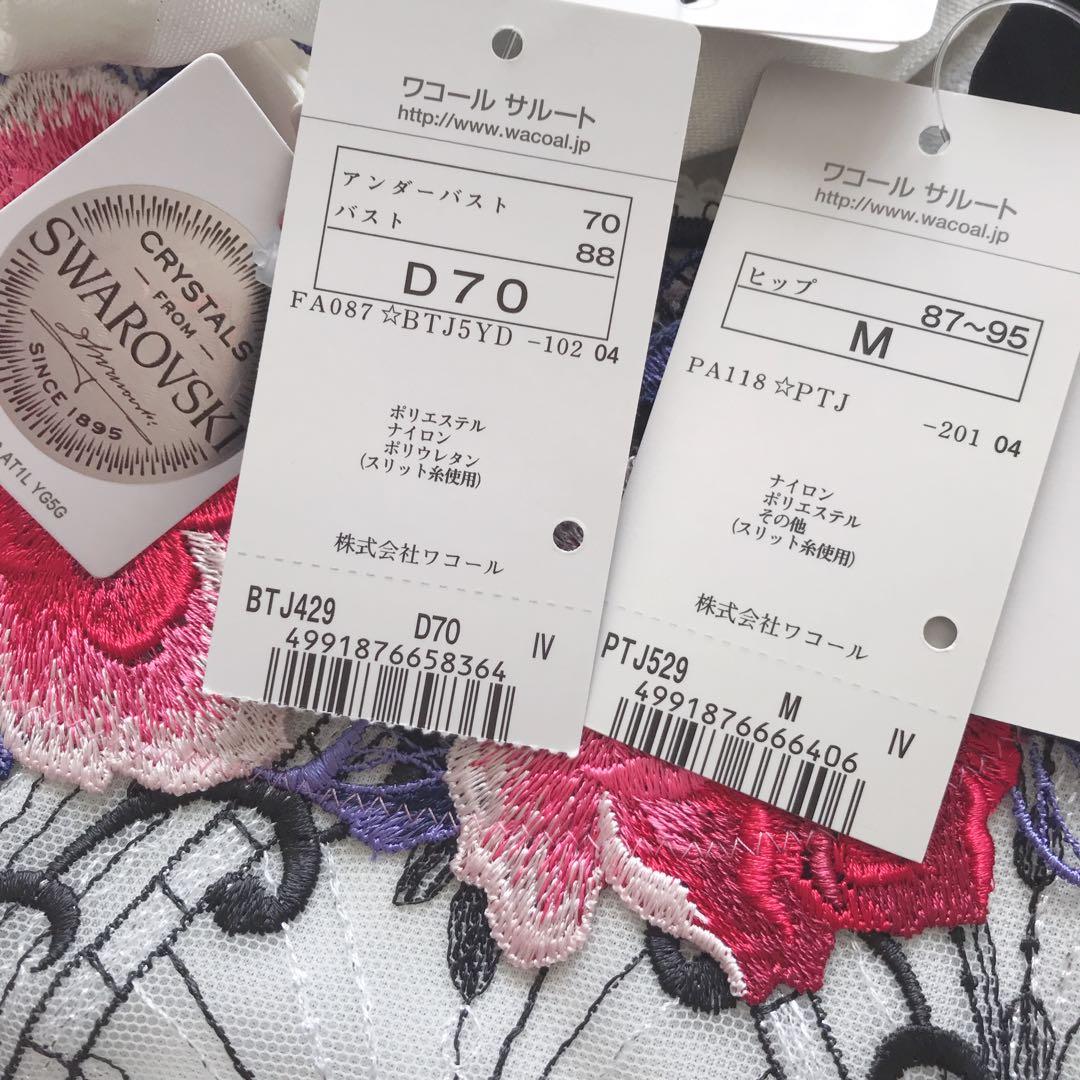 CRYSTALS
FROM
SWAROVSKI
SINCE 1895
AT1L YG5G
ワコール サルート
http://www.wacoal.jp
アンダーバスト 70
バスト 88
D70
FA087☆BTJ5YD -102 04
ポリエステル
ナイロン
ポリウレタン
(スリット糸使用)
株式会社ワコール
BTJ429 D70 IV
4991876658364
ワコール サルート
http://www.wacoal.jp
ヒップ 87~95
M
PA118☆PTJ
-201 04
ナイロン
ポリエステル
その他
(スリット糸使用)
株式会社ワコール
PTJ529 M IV
4991876666406